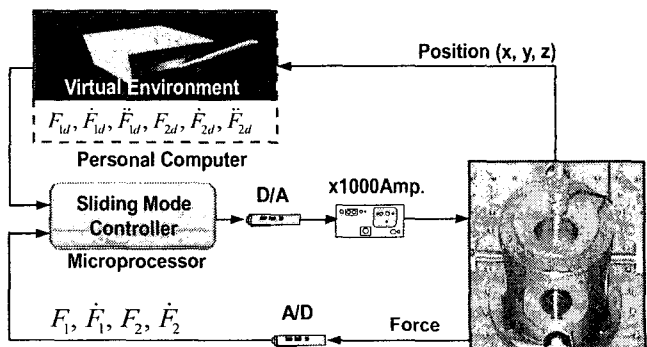 Position (x, y, z)
Virtual Environment
F₁d, Ḟ₁d, F̈₁d, F₂d, Ḟ₂d, F̈₂d
Personal Computer
D/A
x1000Amp.
Sliding Mode
Controller
Microprocessor
F₁, Ḟ₁, F₂, Ḟ₂
A/D
Force